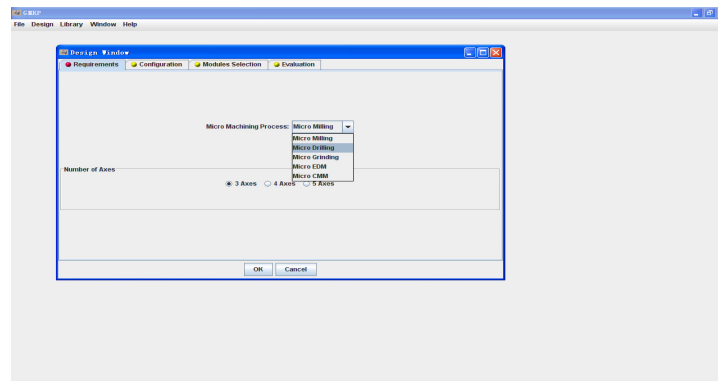 File Design Library Window Help
Design Window
Requirements Configuration Modules Selection Evaluation
Micro Machining Process: Micro Milling
Micro Milling
Micro Drilling
Micro Grinding
Micro EDM
Micro CMM
Number of Axes
3 Axes 4 Axes 5 Axes
OK Cancel